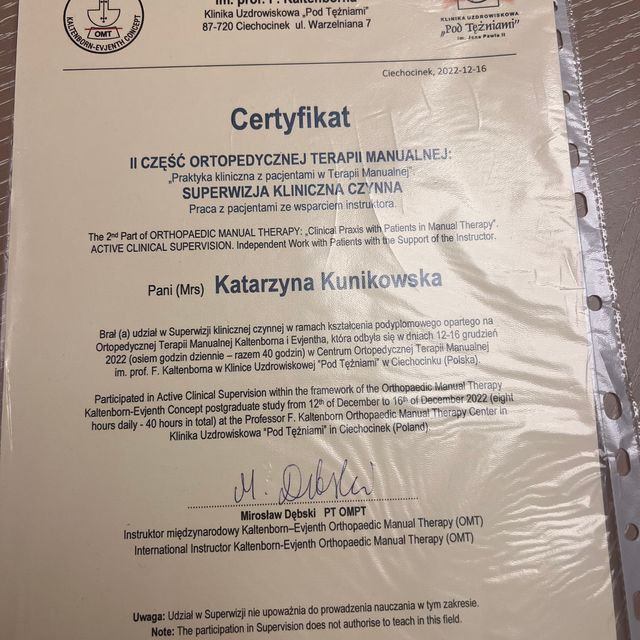 im. prof. F. Kaltenborna
Klinika Uzdrowiskowa „Pod Tężniami”
87-720 Ciechocinek ul. Warzelniana 7
KALTENBORN-EVJENTH CONCEPT
OMT
KLINIKA UZDROWISKOWA
„Pod Tężniami”
im. Jana Pawła II
Ciechocinek, 2022-12-16
Certyfikat
II CZĘŚĆ ORTOPEDYCZNEJ TERAPII MANUALNEJ:
„Praktyka kliniczna z pacjentami w Terapii Manualnej”
SUPERWIZJA KLINICZNA CZYNNA
Praca z pacjentami ze wsparciem instruktora.
The 2nd Part of ORTHOPAEDIC MANUAL THERAPY: „Clinical Praxis with Patients in Manual Therapy”.
ACTIVE CLINICAL SUPERVISION. Independent Work with Patients with the Support of the Instructor.
Pani (Mrs) Katarzyna Kunikowska
Brał (a) udział w Superwizji klinicznej czynnej w ramach kształcenia podyplomowego opartego na
Ortopedycznej Terapii Manualnej Kaltenborna i Evjentha, która odbyła się w dniach 12-16 grudzień
2022 (osiem godzin dziennie – razem 40 godzin) w Centrum Ortopedycznej Terapii Manualnej
im. prof. F. Kaltenborna w Klinice Uzdrowiskowej "Pod Tężniami" w Ciechocinku (Polska).
Participated in Active Clinical Supervision within the framework of the Orthopaedic Manual Therapy
Kaltenborn-Evjenth Concept postgraduate study from 12th of December to 16th of December 2022 (eight
hours daily - 40 hours in total) at the Professor F. Kaltenborn Orthopaedic Manual Therapy Center in
Klinika Uzdrowiskowa "Pod Tężniami" in Ciechocinek (Poland).
M. Dębski
Mirosław Dębski PT OMPT
Instruktor międzynarodowy Kaltenborn–Evjenth Orthopaedic Manual Therapy (OMT)
International Instructor Kaltenborn-Evjenth Orthopaedic Manual Therapy (OMT)
Uwaga: Udział w Superwizji nie upoważnia do prowadzenia nauczania w tym zakresie.
Note: The participation in Supervision does not authorise to teach in this field.